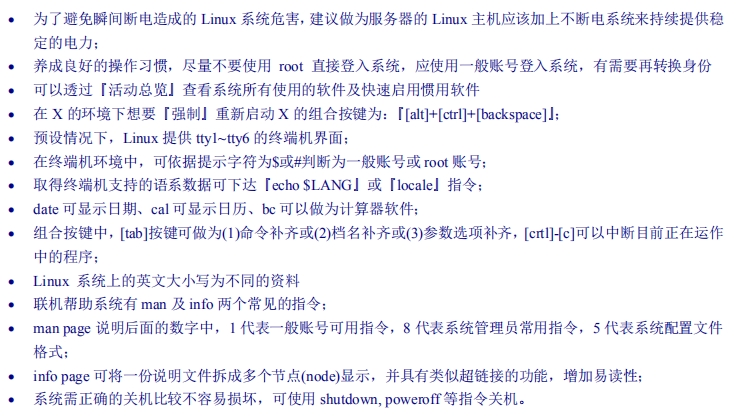 • 为了避免瞬间断电造成的 Linux 系统危害，建议做为服务器的 Linux 主机应该加上不断电系统来持续提供稳
定的电力；
• 养成良好的操作习惯，尽量不要使用 root 直接登入系统，应使用一般账号登入系统，有需要再转换身份
• 可以透过『活动总览』查看系统所有使用的软件及快速启用惯用软件
• 在 X 的环境下想要『强制』重新启动 X 的组合按键为：『[alt]+[ctrl]+[backspace]』；
• 预设情况下，Linux 提供 tty1~tty6 的终端机界面；
• 在终端机环境中，可依据提示字符为$或#判断为一般账号或 root 账号；
• 取得终端机支持的语系数据可下达『echo $LANG』或『locale』指令；
• date 可显示日期、cal 可显示日历、bc 可以做为计算器软件；
• 组合按键中，[tab]按键可做为(1)命令补齐或(2)档名补齐或(3)参数选项补齐，[crtl]-[c]可以中断目前正在运作
中的程序；
• Linux 系统上的英文大小写为不同的资料
• 联机帮助系统有 man 及 info 两个常见的指令；
• man page 说明后面的数字中，1 代表一般账号可用指令，8 代表系统管理员常用指令，5 代表系统配置文件
格式；
• info page 可将一份说明文件拆成多个节点(node)显示，并具有类似超链接的功能，增加易读性；
• 系统需正确的关机比较不容易损坏，可使用 shutdown, poweroff 等指令关机。